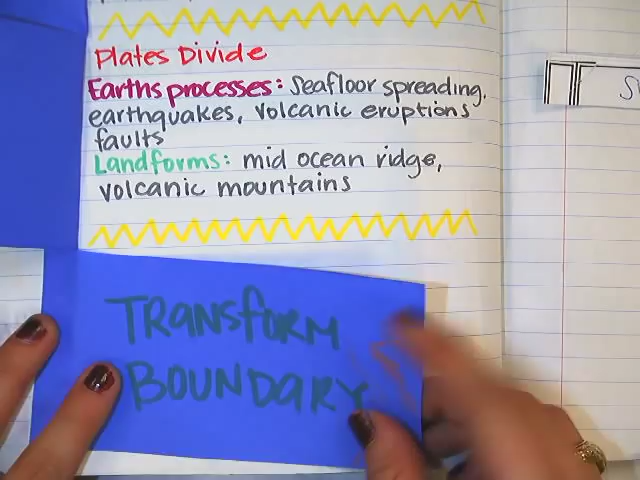 Plates Divide
Earths processes: Seafloor spreading,
earthquakes, volcanic eruptions
faults
Landforms: mid ocean ridge,
volcanic mountains
TRANSfORM
BOUNDARY